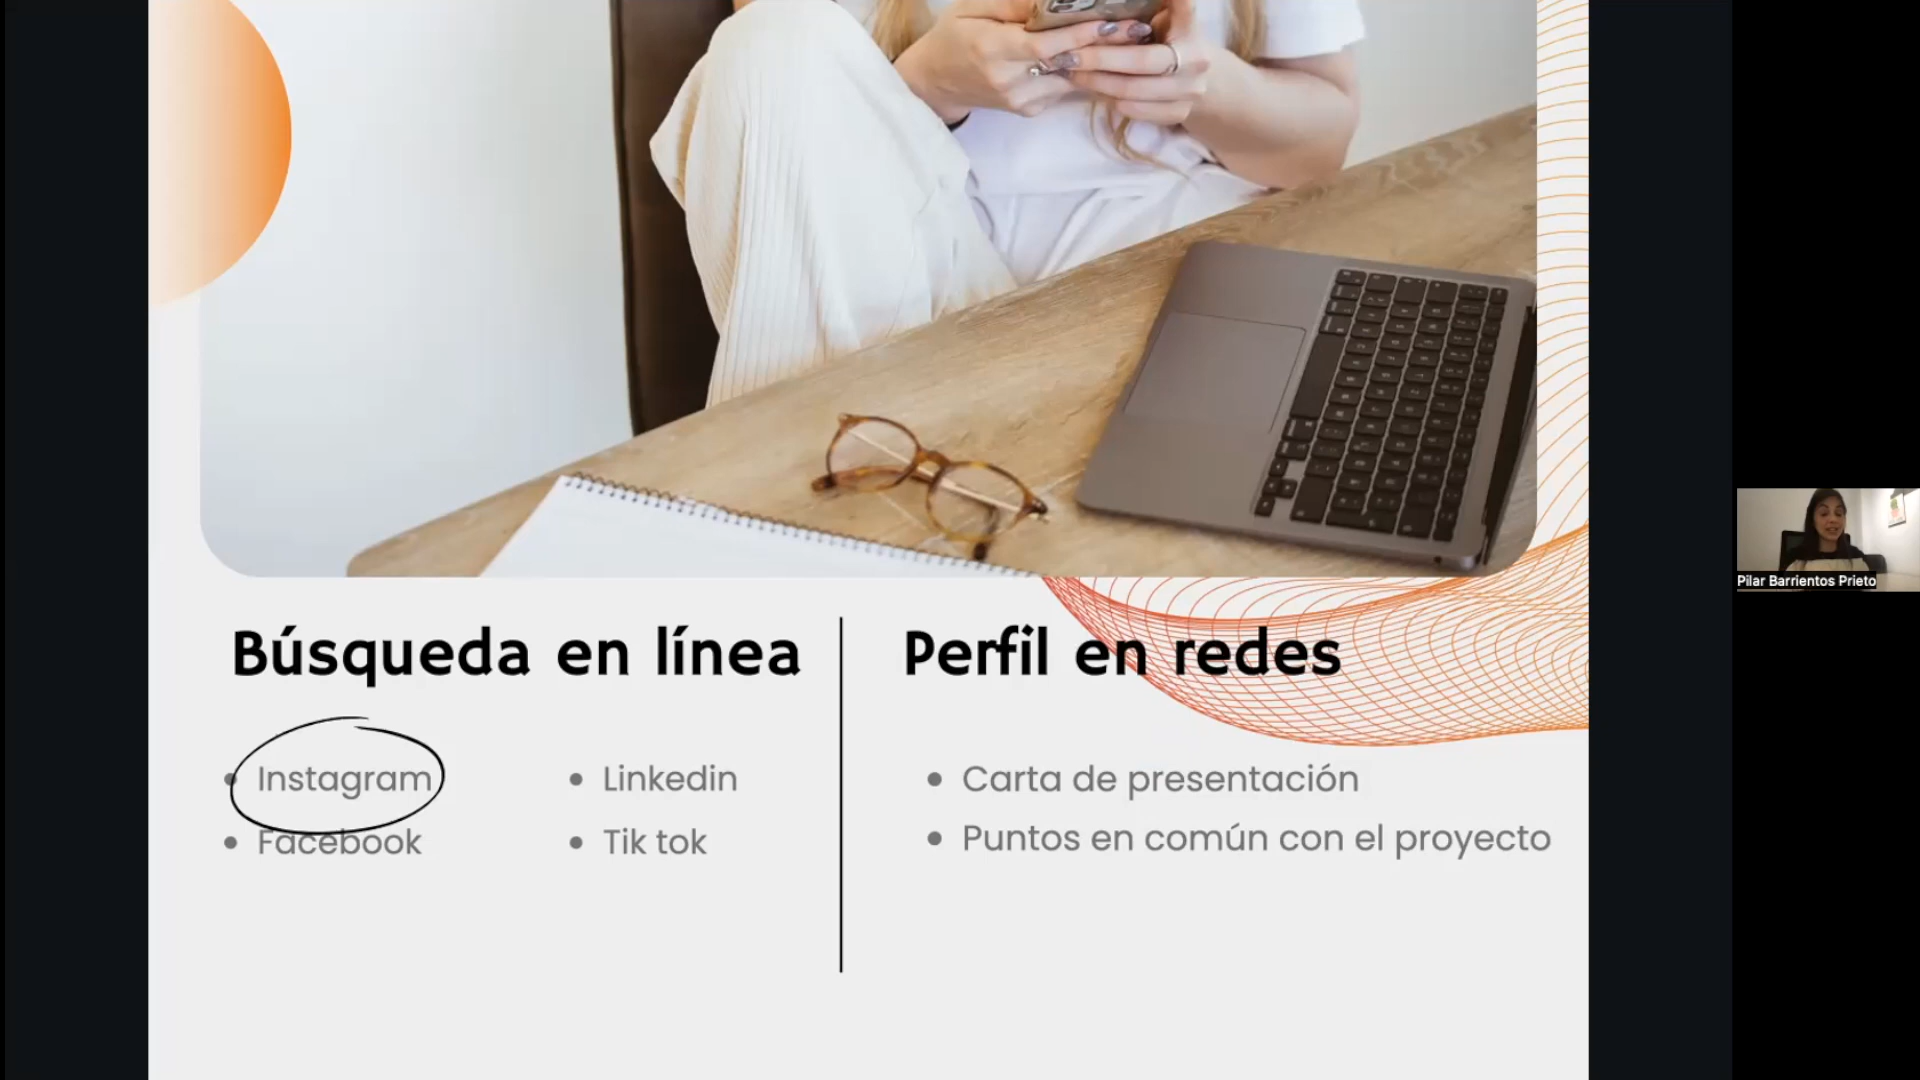 Búsqueda en línea
Instagram
Facebook
Linkedin
Tik tok
Perfil en redes
Carta de presentación
Puntos en común con el proyecto
Pilar Barrientos Prieto